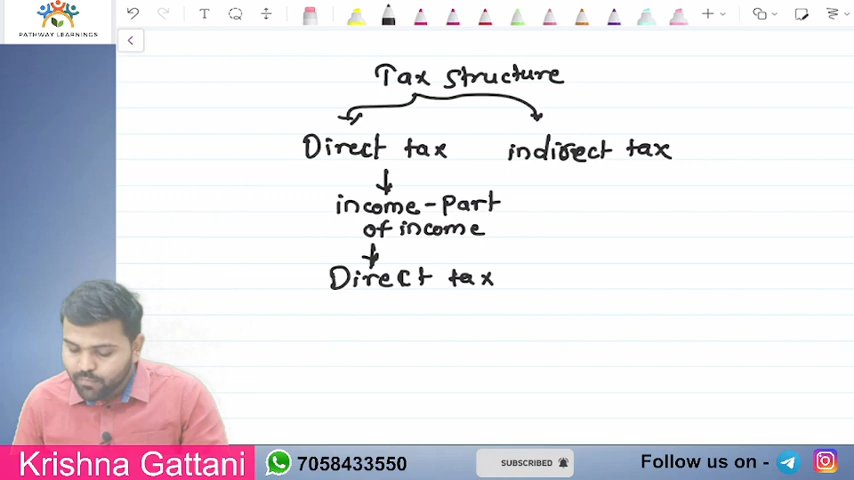 PATHWAY LEARNINGS
Tax structure
Direct tax indirect tax
income-Part
of income
Direct tax
Krishna Gattani
7058433550
SUBSCRIBED
Follow us on -